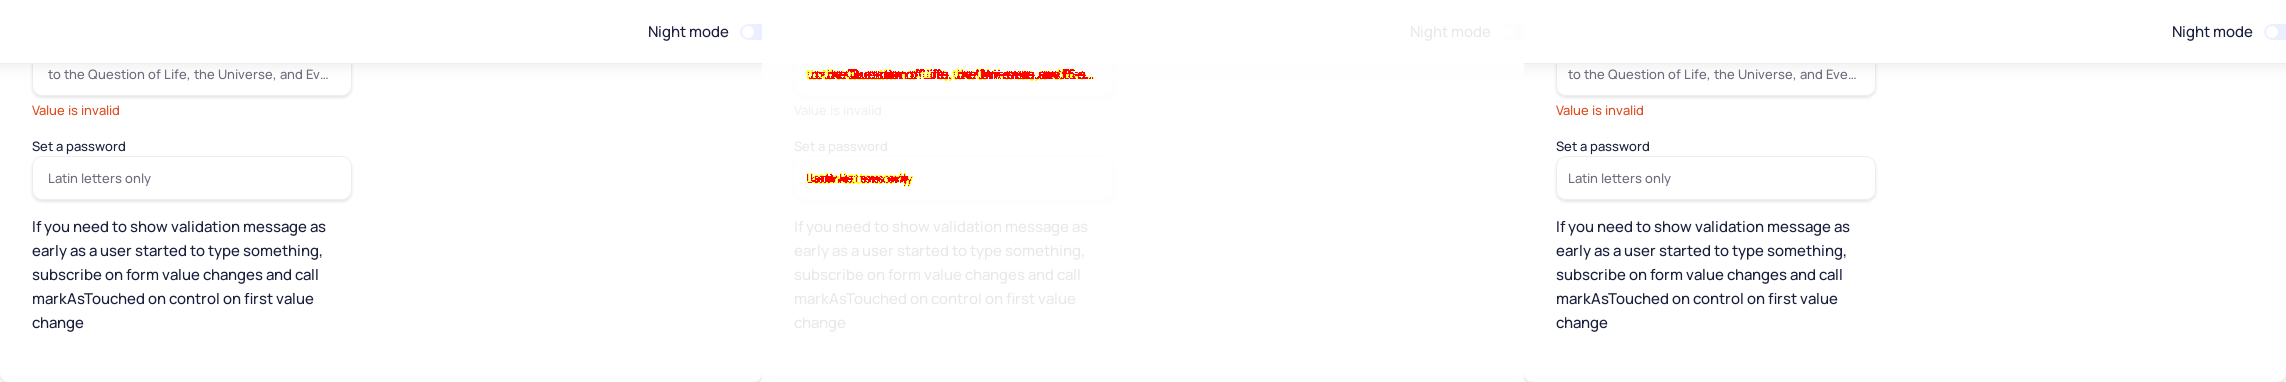 Night mode
to the Question of Life, the Universe, and Ev...
Value is invalid
Set a password
Latin letters only
If you need to show validation message as
early as a user started to type something,
subscribe on form value changes and call
markAsTouched on control on first value
change
Night mode
Value is invalid
Set a password
If you need to show validation message as
early as a user started to type something,
subscribe on form value changes and call
markAsTouched on control on first value
change
Night mode
to the Question of Life, the Universe, and Eve...
Value is invalid
Set a password
Latin letters only
If you need to show validation message as
early as a user started to type something,
subscribe on form value changes and call
markAsTouched on control on first value
change